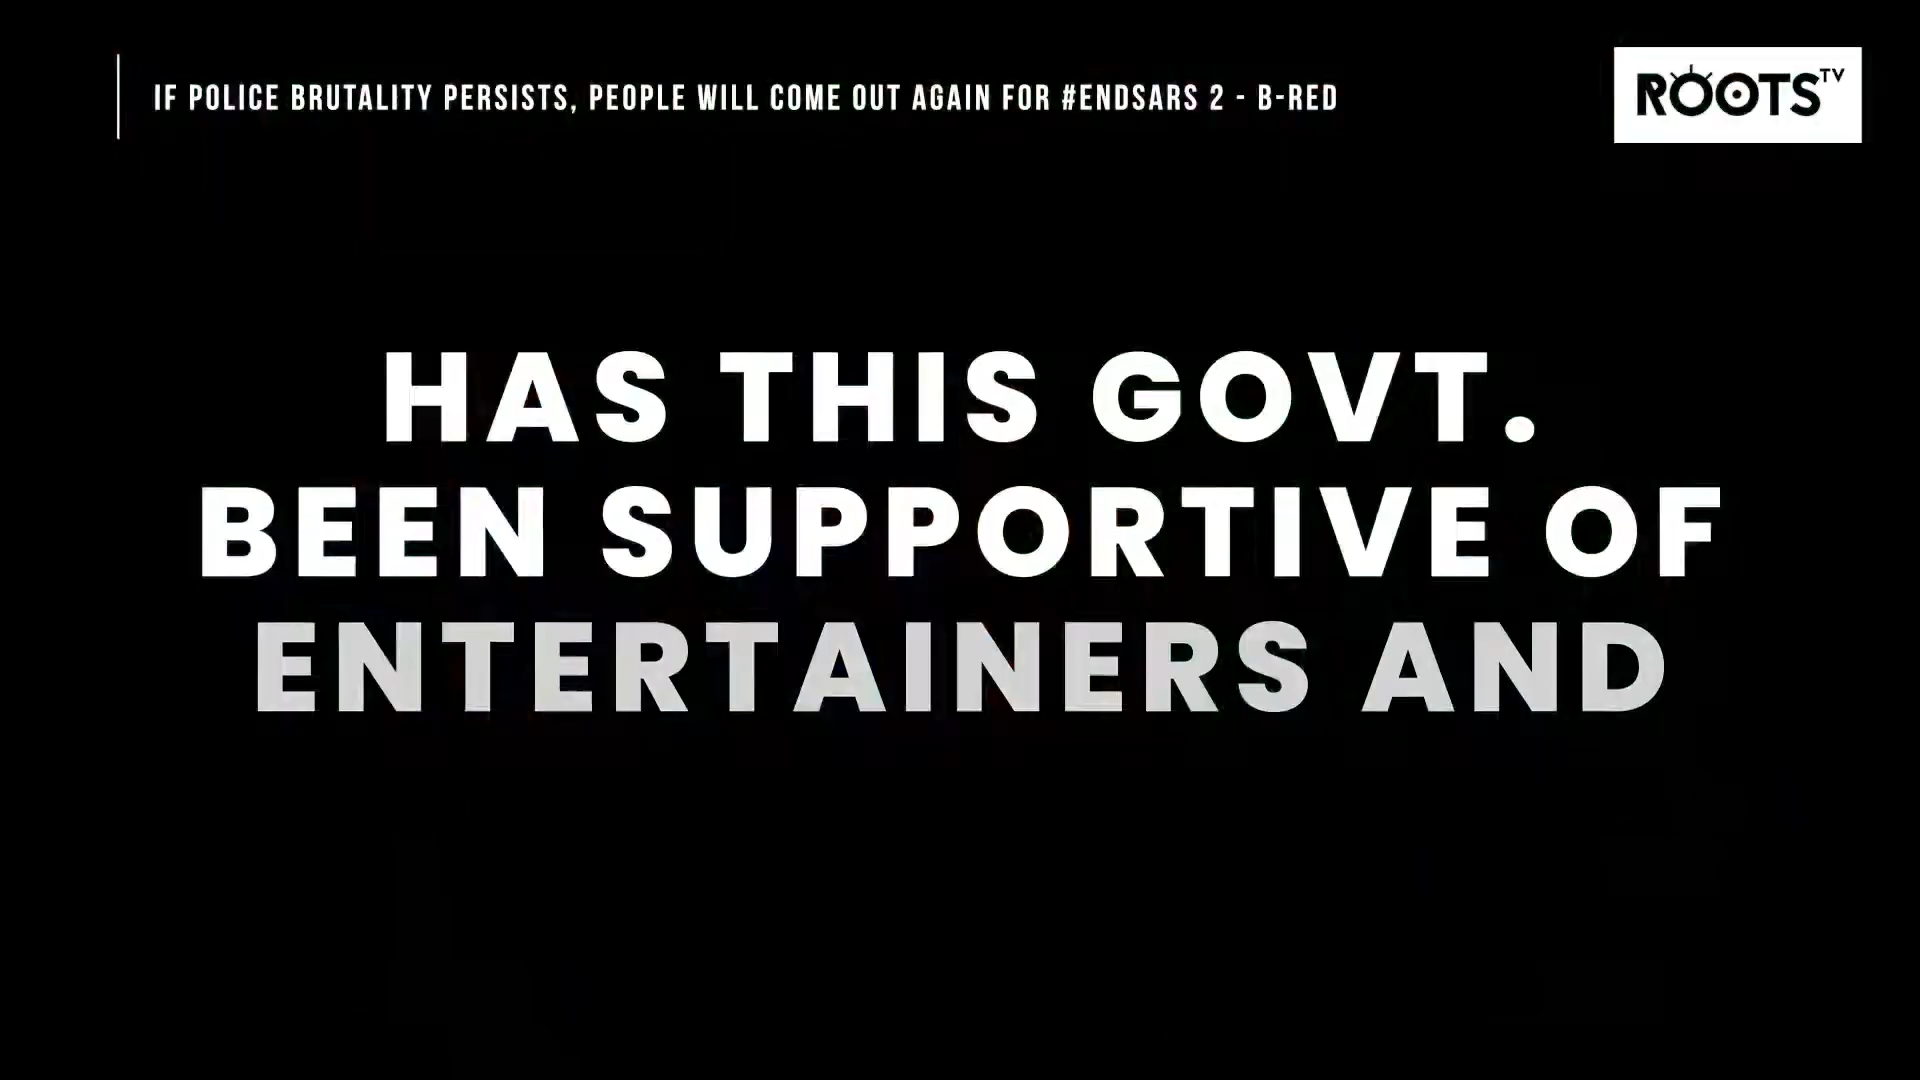 IF POLICE BRUTALITY PERSISTS, PEOPLE WILL COME OUT AGAIN FOR #ENDSARS 2 - B-RED
ROOTS TV
HAS THIS GOVT.
BEEN SUPPORTIVE OF
ENTERTAINERS AND